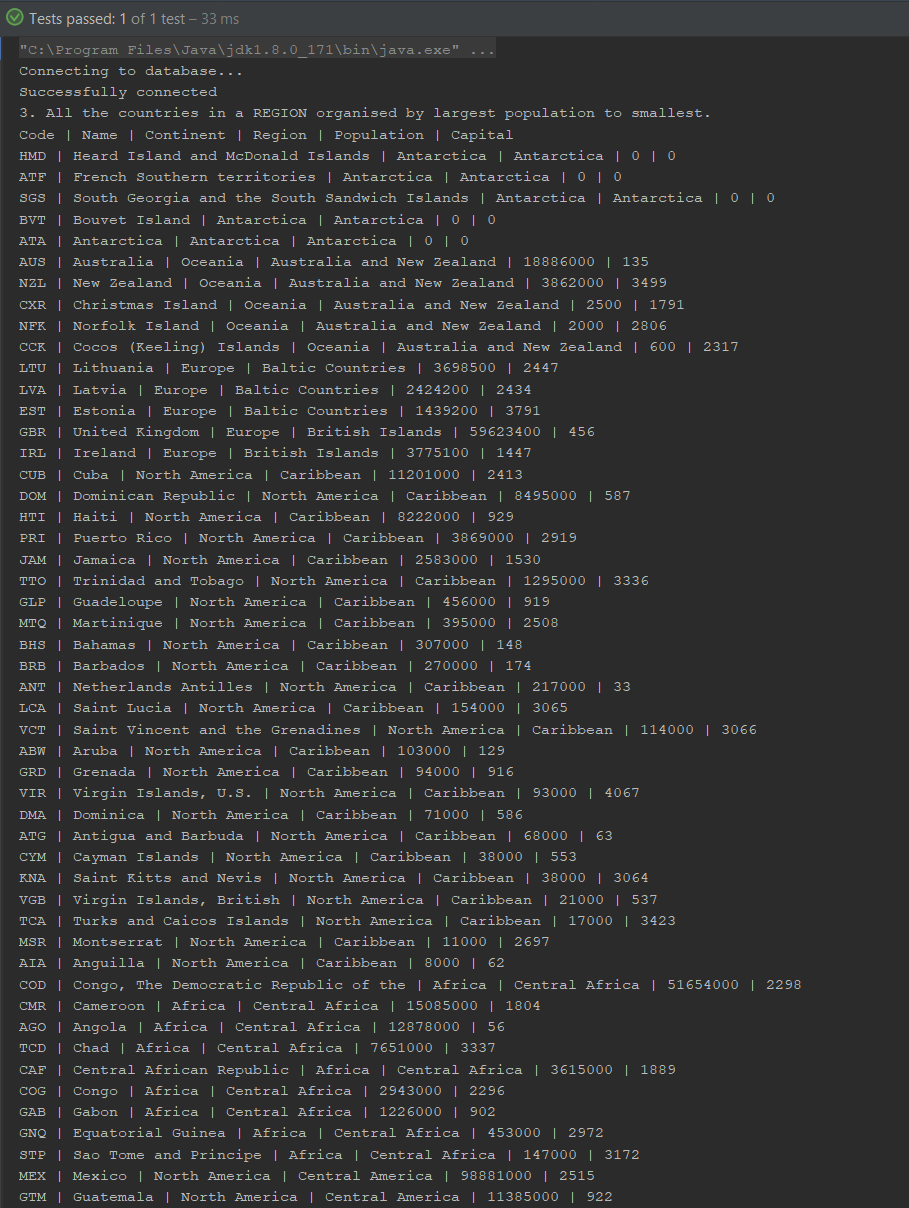 Tests passed: 1 of 1 test – 33 ms
"C:\Program Files\Java\jdk1.8.0_171\bin\java.exe" ...
Connecting to database...
Successfully connected
3. All the countries in a REGION organised by largest population to smallest.
Code | Name | Continent | Region | Population | Capital
HMD | Heard Island and McDonald Islands | Antarctica | Antarctica | 0 | 0
ATF | French Southern territories | Antarctica | Antarctica | 0 | 0
SGS | South Georgia and the South Sandwich Islands | Antarctica | Antarctica | 0 | 0
BVT | Bouvet Island | Antarctica | Antarctica | 0 | 0
ATA | Antarctica | Antarctica | Antarctica | 0 | 0
AUS | Australia | Oceania | Australia and New Zealand | 18886000 | 135
NZL | New Zealand | Oceania | Australia and New Zealand | 3862000 | 3499
CXR | Christmas Island | Oceania | Australia and New Zealand | 2500 | 1791
NFK | Norfolk Island | Oceania | Australia and New Zealand | 2000 | 2806
CCK | Cocos (Keeling) Islands | Oceania | Australia and New Zealand | 600 | 2317
LTU | Lithuania | Europe | Baltic Countries | 3698500 | 2447
LVA | Latvia | Europe | Baltic Countries | 2424200 | 2434
EST | Estonia | Europe | Baltic Countries | 1439200 | 3791
GBR | United Kingdom | Europe | British Islands | 59623400 | 456
IRL | Ireland | Europe | British Islands | 3775100 | 1447
CUB | Cuba | North America | Caribbean | 11201000 | 2413
DOM | Dominican Republic | North America | Caribbean | 8495000 | 587
HTI | Haiti | North America | Caribbean | 8222000 | 929
PRI | Puerto Rico | North America | Caribbean | 3869000 | 2919
JAM | Jamaica | North America | Caribbean | 2583000 | 1530
TTO | Trinidad and Tobago | North America | Caribbean | 1295000 | 3336
GLP | Guadeloupe | North America | Caribbean | 456000 | 919
MTQ | Martinique | North America | Caribbean | 395000 | 2508
BHS | Bahamas | North America | Caribbean | 307000 | 148
BRB | Barbados | North America | Caribbean | 270000 | 174
ANT | Netherlands Antilles | North America | Caribbean | 217000 | 33
LCA | Saint Lucia | North America | Caribbean | 154000 | 3065
VCT | Saint Vincent and the Grenadines | North America | Caribbean | 114000 | 3066
ABW | Aruba | North America | Caribbean | 103000 | 129
GRD | Grenada | North America | Caribbean | 94000 | 916
VIR | Virgin Islands, U.S. | North America | Caribbean | 93000 | 4067
DMA | Dominica | North America | Caribbean | 71000 | 586
ATG | Antigua and Barbuda | North America | Caribbean | 68000 | 63
CYM | Cayman Islands | North America | Caribbean | 38000 | 553
KNA | Saint Kitts and Nevis | North America | Caribbean | 38000 | 3064
VGB | Virgin Islands, British | North America | Caribbean | 21000 | 537
TCA | Turks and Caicos Islands | North America | Caribbean | 17000 | 3423
MSR | Montserrat | North America | Caribbean | 11000 | 2697
AIA | Anguilla | North America | Caribbean | 8000 | 62
COD | Congo, The Democratic Republic of the | Africa | Central Africa | 51654000 | 2298
CMR | Cameroon | Africa | Central Africa | 15085000 | 1804
AGO | Angola | Africa | Central Africa | 12878000 | 56
TCD | Chad | Africa | Central Africa | 7651000 | 3337
CAF | Central African Republic | Africa | Central Africa | 3615000 | 1889
COG | Congo | Africa | Central Africa | 2943000 | 2296
GAB | Gabon | Africa | Central Africa | 1226000 | 902
GNQ | Equatorial Guinea | Africa | Central Africa | 453000 | 2972
STP | Sao Tome and Principe | Africa | Central Africa | 147000 | 3172
MEX | Mexico | North America | Central America | 98881000 | 2515
GTM | Guatemala | North America | Central America | 11385000 | 922